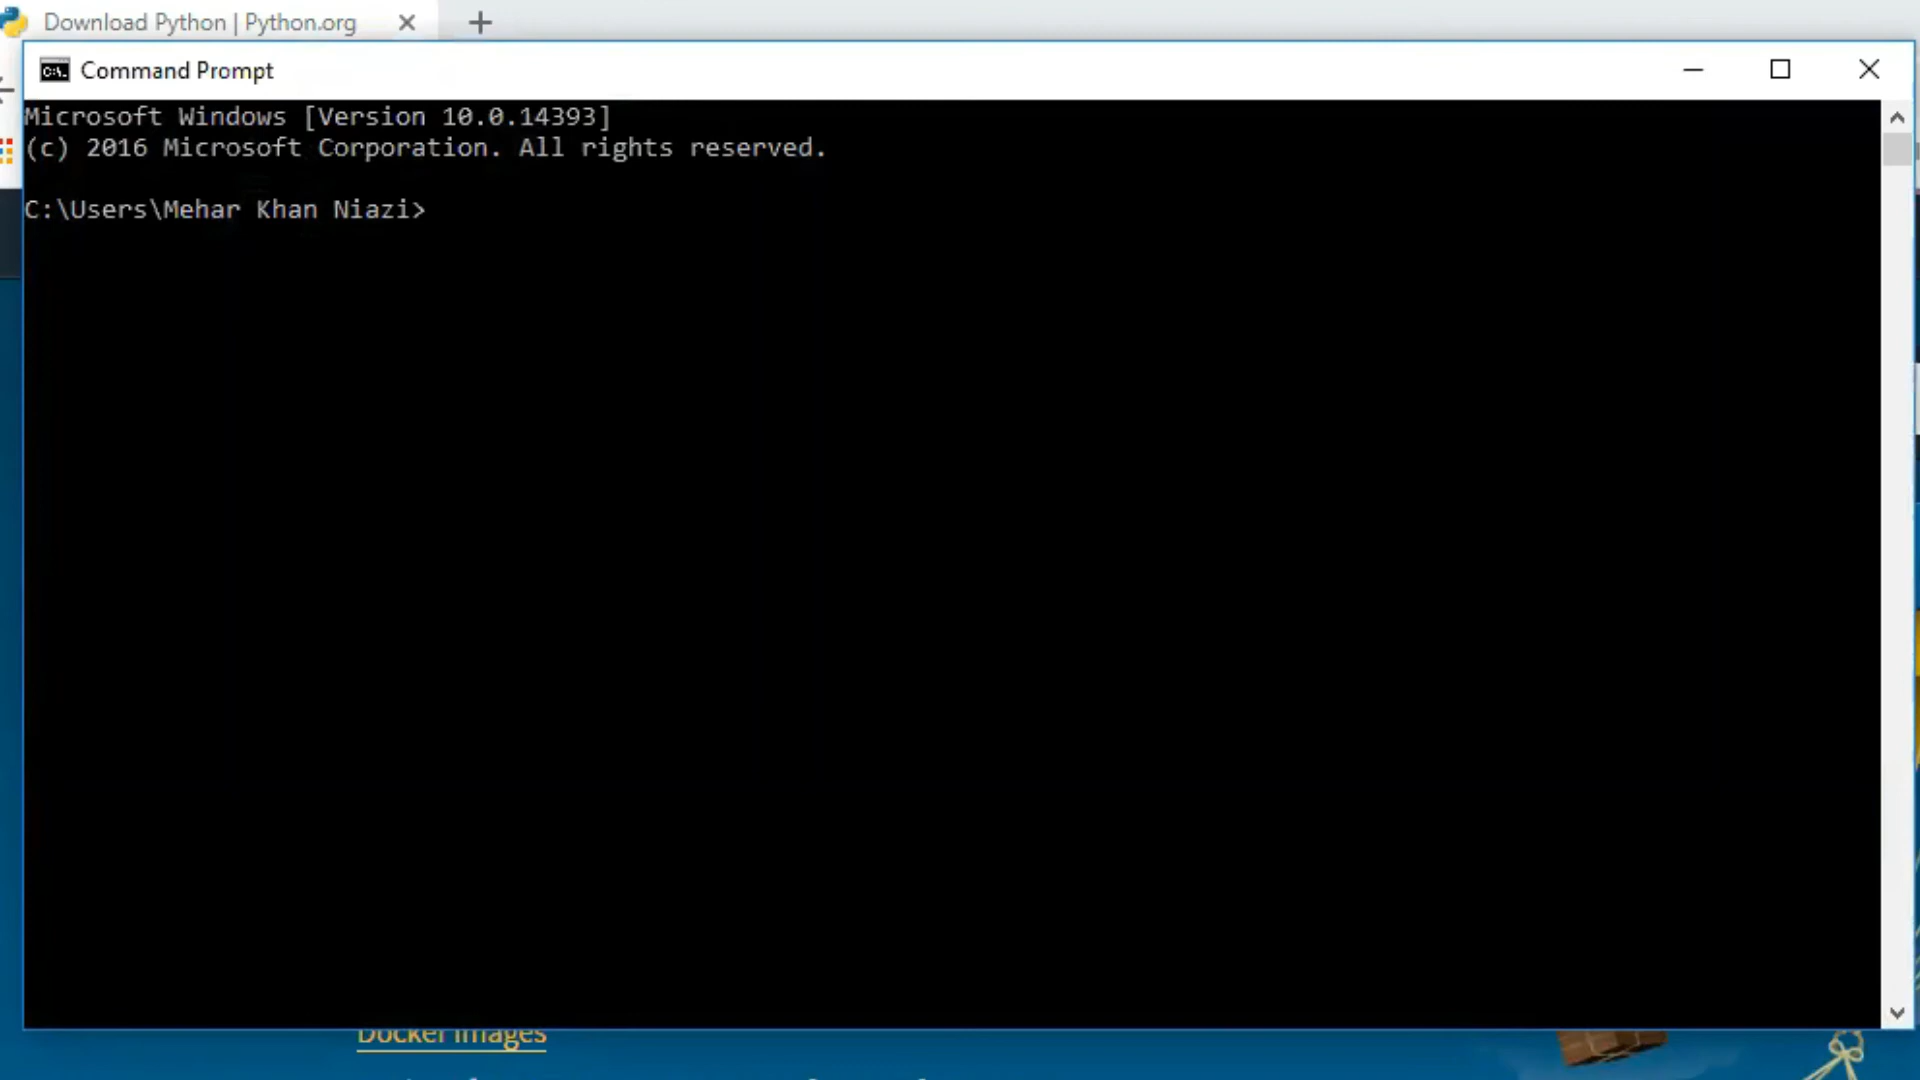 Download Python | Python.org
Command Prompt
Microsoft Windows [Version 10.0.14393]
(c) 2016 Microsoft Corporation. All rights reserved.
C:\Users\Mehar Khan Niazi>
Docker images